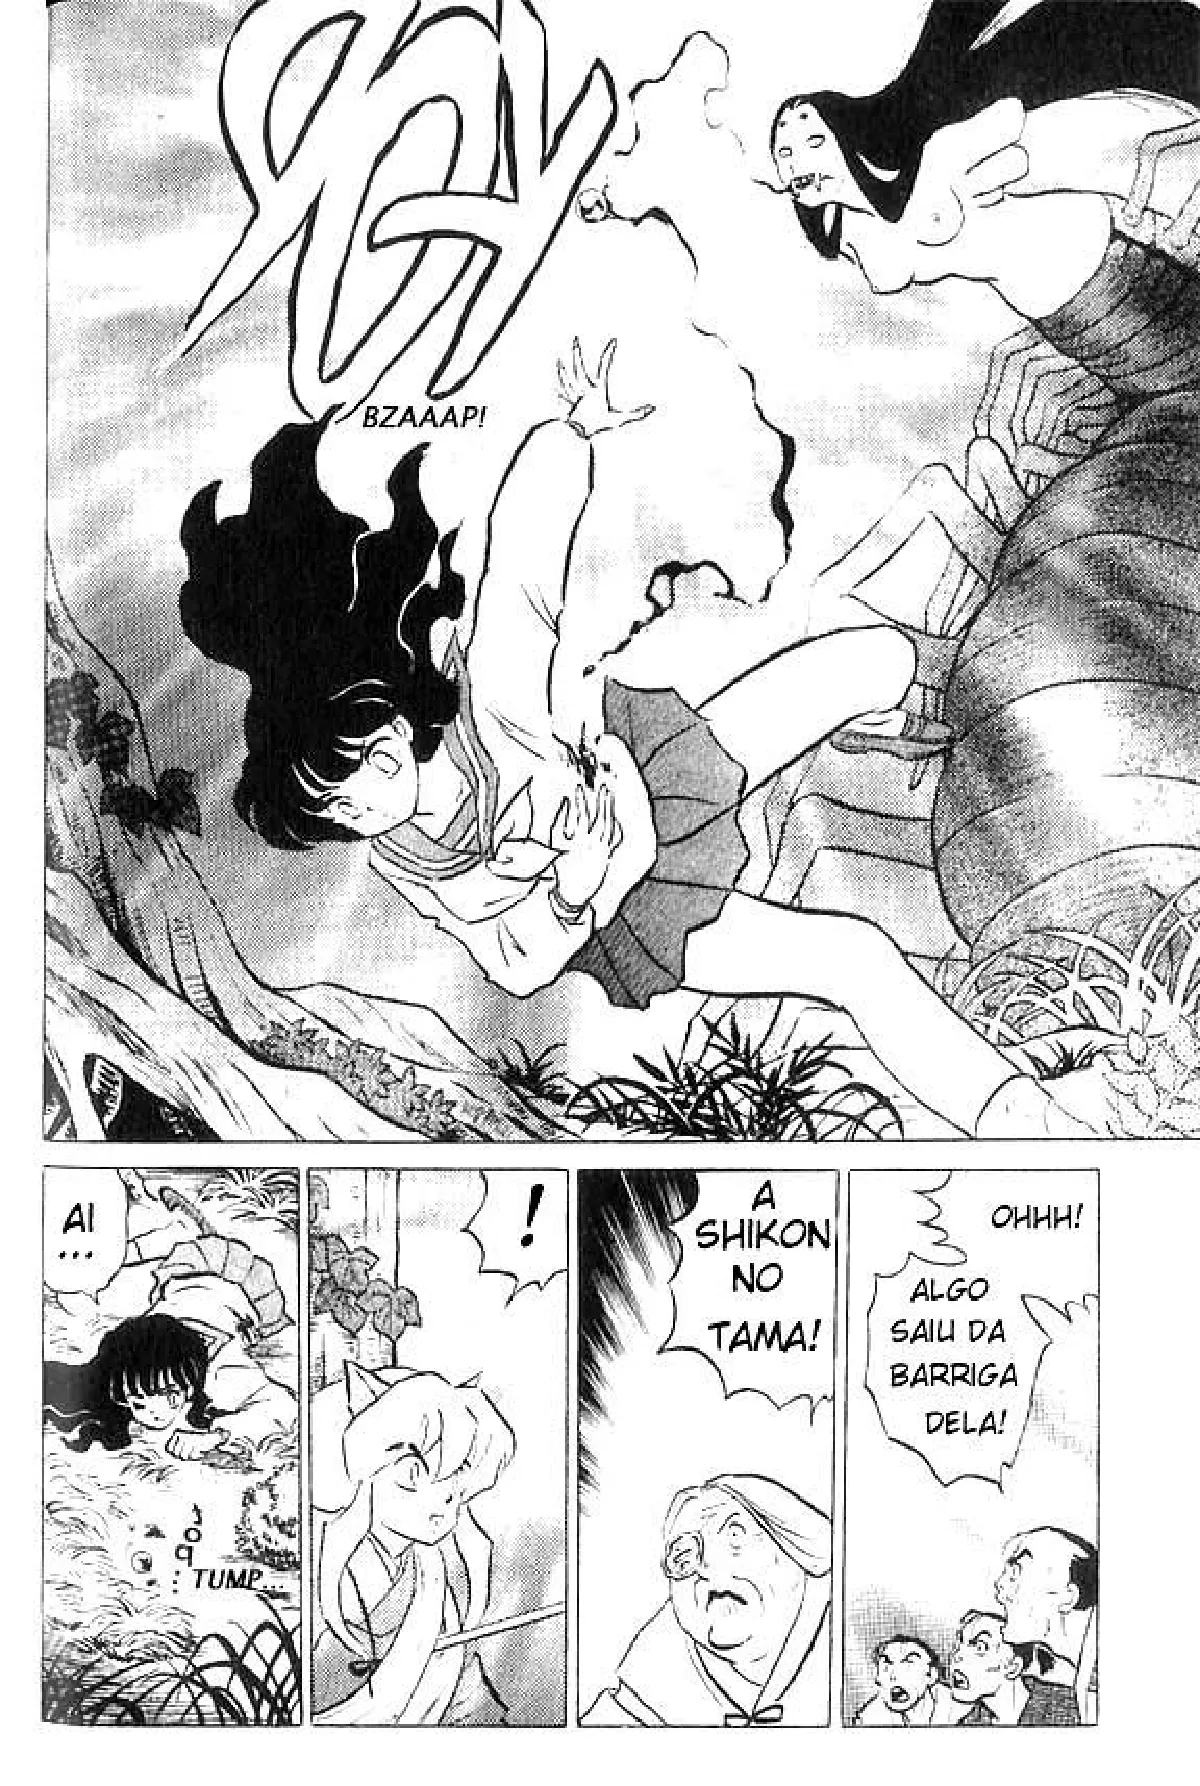 BZAAAP!
OHHH!
ALGO
SAIU DA
BARRIGA
DELA!
A
SHIKON
NO
TAMA!
!
AI
...
TUMP...